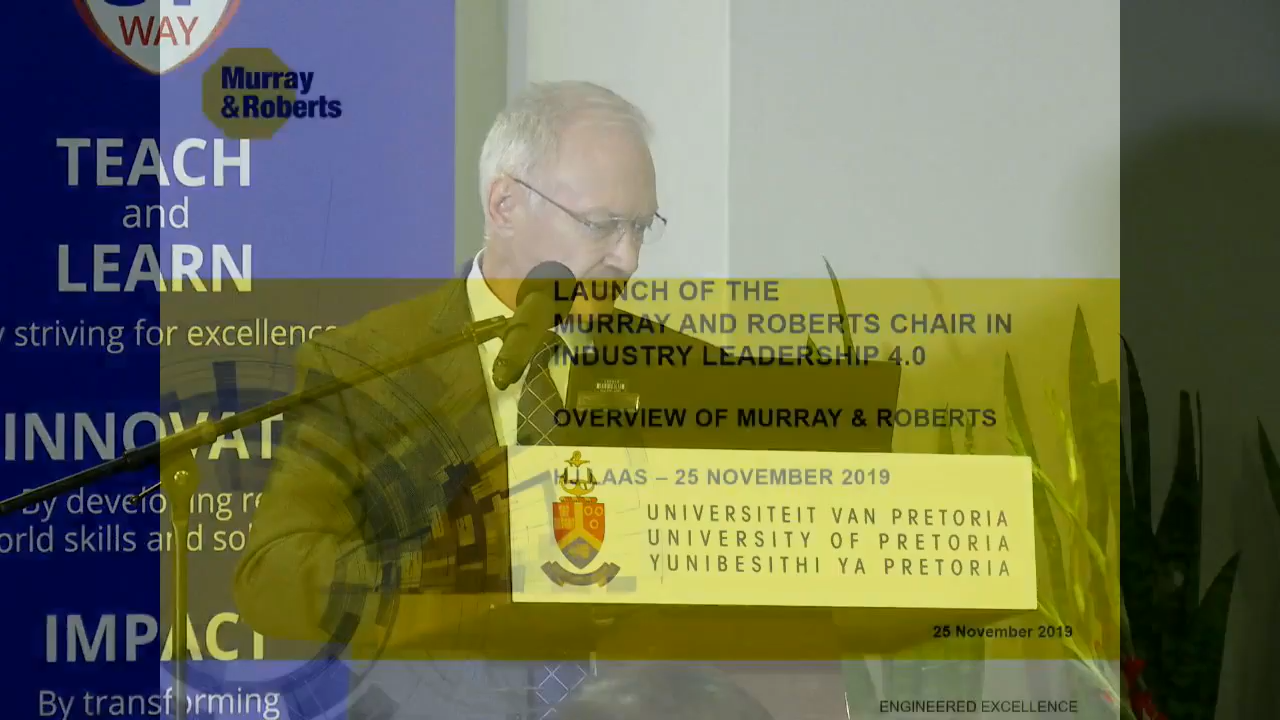 WAY
Murray
&Roberts
TEACH
and
LEARN
striving for excellence
INNOVAT
By develo ing re
orld skills and sol
IMPACT
By transforming
LAUNCH OF THE
MURRAY AND ROBERTS CHAIR IN
INDUSTRY LEADERSHIP 4.0
OVERVIEW OF MURRAY & ROBERTS
LAAS – 25 NOVEMBER 2019
UNIVERSITEIT VAN PRETORIA
UNIVERSITY OF PRETORIA
YUNIBESITHI YA PRETORIA
25 November 2019
ENGINEERED EXCELLENCE